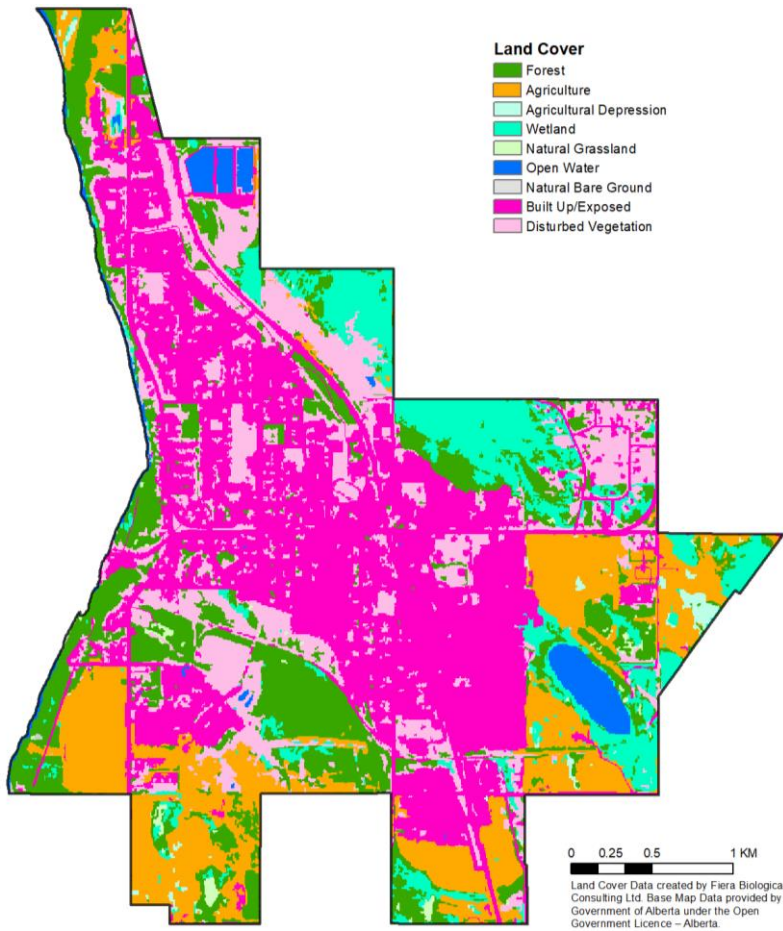 Land Cover
Forest
Agriculture
Agricultural Depression
Wetland
Natural Grassland
Open Water
Natural Bare Ground
Built Up/Exposed
Disturbed Vegetation
0 0.25 0.5 1 KM
Land Cover Data created by Fiera Biologica
Consulting Ltd. Base Map Data provided by
Government of Alberta under the Open
Government Licence – Alberta.